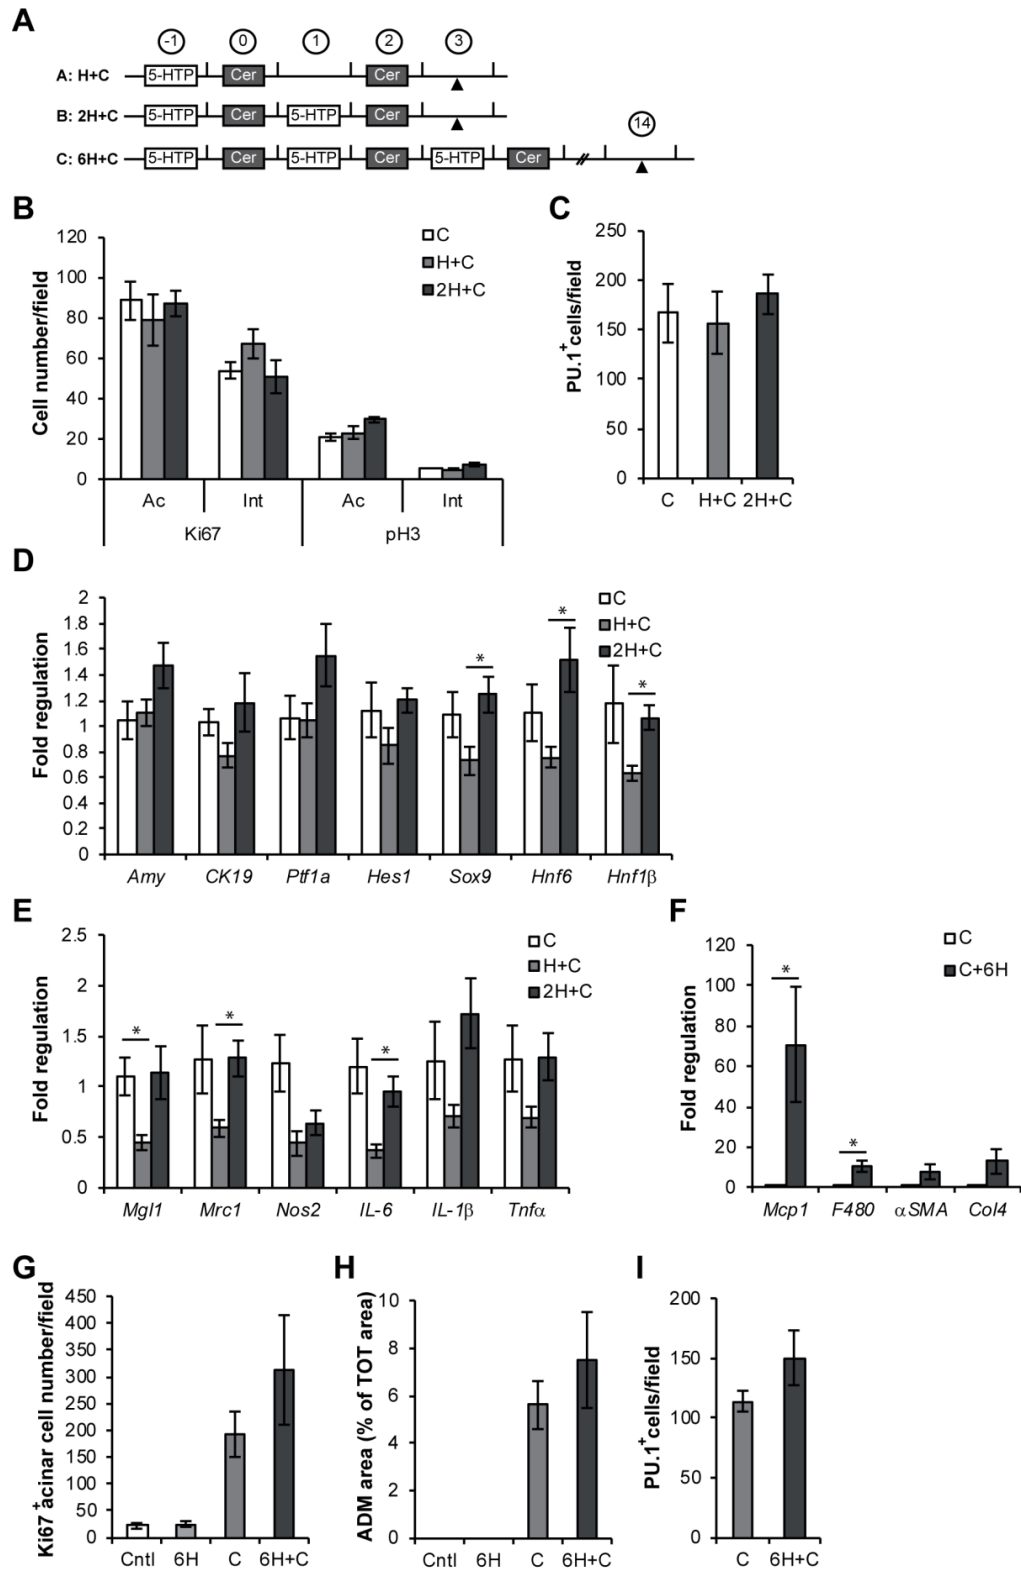 A
-1 0 1 2 3
A: H+C 5-HTP Cer Cer
B: 2H+C 5-HTP Cer 5-HTP Cer
14
C: 6H+C 5-HTP Cer 5-HTP Cer 5-HTP Cer //
B
Cell number/field
120
100
80
60
40
20
0
C
H+C
2H+C
Ac Int Ac Int
Ki67 pH3
C
PU.1+cells/field
250
200
150
100
50
0
C H+C 2H+C
D
Fold regulation
2
1.8
1.6
1.4
1.2
1
0.8
0.6
0.4
0.2
0
C
H+C
2H+C
* * *
Amy CK19 Ptf1a Hes1 Sox9 Hnf6 Hnf1β
E
Fold regulation
2.5
2
1.5
1
0.5
0
C
H+C
2H+C
* * *
Mgl1 Mrc1 Nos2 IL-6 IL-1β Tnfα
F
Fold regulation
120
100
80
60
40
20
0
C
C+6H
* *
Mcp1 F480 αSMA Col4
G
Ki67+acinar cell number/field
450
400
350
300
250
200
150
100
50
0
Cntl 6H C 6H+C
H
ADM area (% of TOT area)
10
8
6
4
2
0
Cntl 6H C 6H+C
I
PU.1+cells/field
200
150
100
50
0
C 6H+C